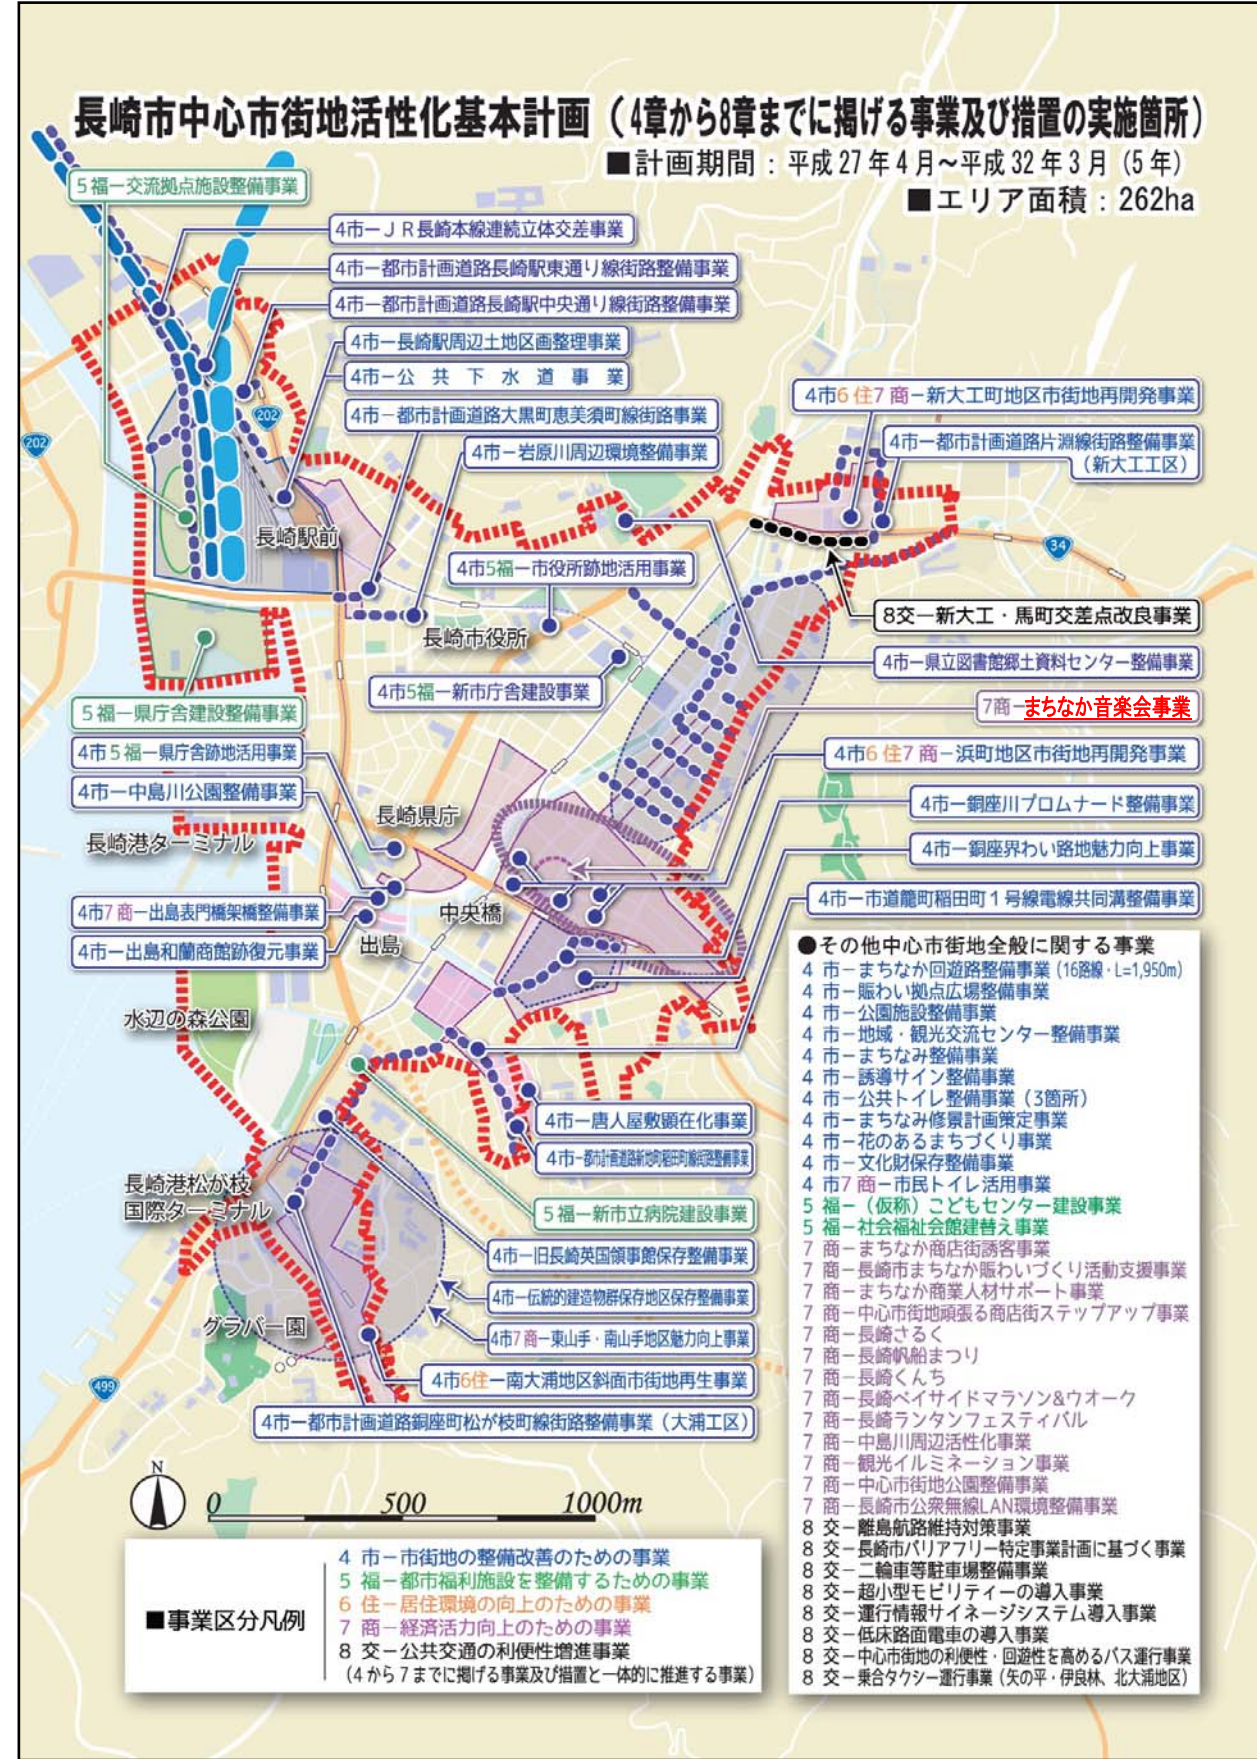 長崎市中心市街地活性化基本計画（4章から8章までに掲げる事業及び措置の実施箇所）
■計画期間：平成27年4月～平成32年3月（5年）
■エリア面積：262ha
5福－交流拠点施設整備事業
4市－ＪＲ長崎本線連続立体交差事業
4市－都市計画道路長崎駅東通り線街路整備事業
4市－都市計画道路長崎駅中央通り線街路整備事業
4市－長崎駅周辺土地区画整理事業
4市－公共下水道事業
4市－都市計画道路大黒町恵美須町線街路事業
4市－岩原川周辺環境整備事業
4市6住7商－新大工町地区市街地再開発事業
4市－都市計画道路片淵線街路整備事業
（新大工工区）
202
202
34
長崎駅前
4市5福－市役所跡地活用事業
8交－新大工・馬町交差点改良事業
長崎市役所
4市－県立図書館郷土資料センター整備事業
4市5福－新市庁舎建設事業
7商－まちなか音楽会事業
5福－県庁舎建設整備事業
4市5福－県庁舎跡地活用事業
4市6住7商－浜町地区市街地再開発事業
4市－中島川公園整備事業
4市－銅座川プロムナード整備事業
長崎県庁
長崎港ターミナル
4市－銅座界わい路地魅力向上事業
4市－市道籠町稲田町１号線電線共同溝整備事業
4市7商－出島表門橋架橋整備事業
中央橋
出島
4市－出島和蘭商館跡復元事業
水辺の森公園
4市－唐人屋敷顕在化事業
4市－都市計画道路新地町稲田町線街路整備事業
長崎港松が枝
国際ターミナル
5福－新市立病院建設事業
4市－旧長崎英国領事館保存整備事業
4市－伝統的建造物群保存地区保存整備事業
グラバー園
4市7商－東山手・南山手地区魅力向上事業
4市6住－南大浦地区斜面市街地再生事業
499
4市－都市計画道路銅座町松が枝町線街路整備事業（大浦工区）
●その他中心市街地全般に関する事業
4 市－まちなか回遊路整備事業（16路線・L=1,950m）
4 市－賑わい拠点広場整備事業
4 市－公園施設整備事業
4 市－地域・観光交流センター整備事業
4 市－まちなみ整備事業
4 市－誘導サイン整備事業
4 市－公共トイレ整備事業（3箇所）
4 市－まちなみ修景計画策定事業
4 市－花のあるまちづくり事業
4 市－文化財保存整備事業
4 市7 商－市民トイレ活用事業
5 福－（仮称）こどもセンター建設事業
5 福－社会福祉会館建替え事業
7 商－まちなか商店街誘客事業
7 商－長崎市まちなか賑わいづくり活動支援事業
7 商－まちなか商業人材サポート事業
7 商－中心市街地頑張る商店街ステップアップ事業
7 商－長崎さるく
7 商－長崎帆船まつり
7 商－長崎くんち
7 商－長崎ベイサイドマラソン&ウオーク
7 商－長崎ランタンフェスティバル
7 商－中島川周辺活性化事業
7 商－観光イルミネーション事業
7 商－中心市街地公園整備事業
7 商－長崎市公衆無線LAN環境整備事業
8 交－離島航路維持対策事業
8 交－長崎市バリアフリー特定事業計画に基づく事業
8 交－二輪車等駐車場整備事業
8 交－超小型モビリティーの導入事業
8 交－運行情報サイネージシステム導入事業
8 交－低床路面電車の導入事業
8 交－中心市街地の利便性・回遊性を高めるバス運行事業
8 交－乗合タクシー運行事業（矢の平・伊良林、北大浦地区）
N
0 500 1000m
■事業区分凡例
4 市－市街地の整備改善のための事業
5 福－都市福利施設を整備するための事業
6 住－居住環境の向上のための事業
7 商－経済活力向上のための事業
8 交－公共交通の利便性増進事業
（4から7までに掲げる事業及び措置と一体的に推進する事業）